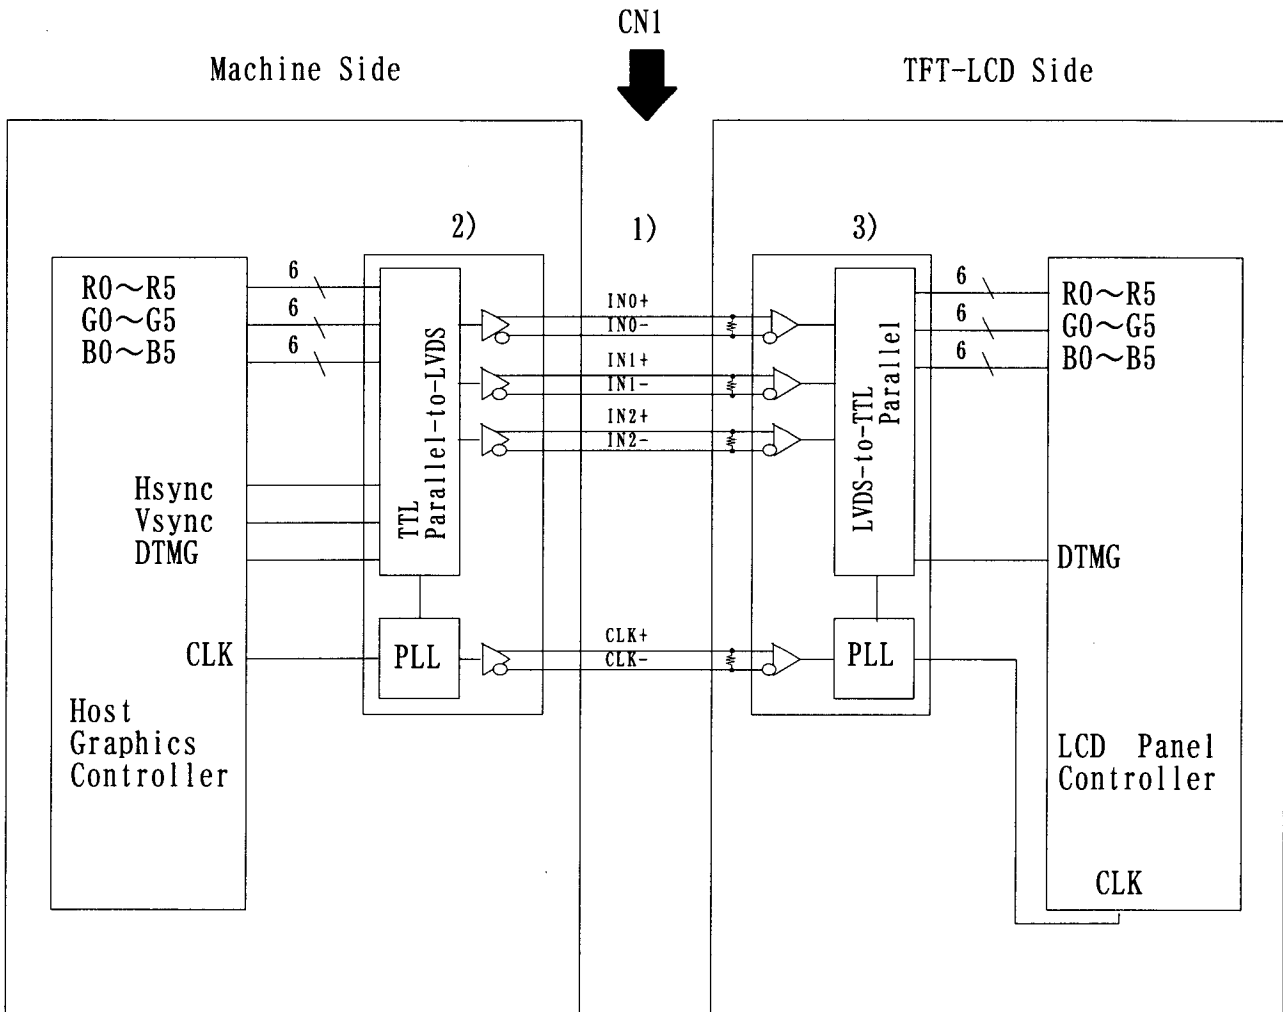 CN1
Machine Side
TFT-LCD Side
2)
1)
3)
R0～R5
G0～G5
B0～B5
6
6
6
TTL
Parallel-to-LVDS
IN0+
IN0-
IN1+
IN1-
IN2+
IN2-
LVDS-to-TTL
Parallel
6
6
6
R0～R5
G0～G5
B0～B5
Hsync
Vsync
DTMG
DTMG
CLK
PLL
CLK+
CLK-
PLL
Host
Graphics
Controller
LCD Panel
Controller
CLK